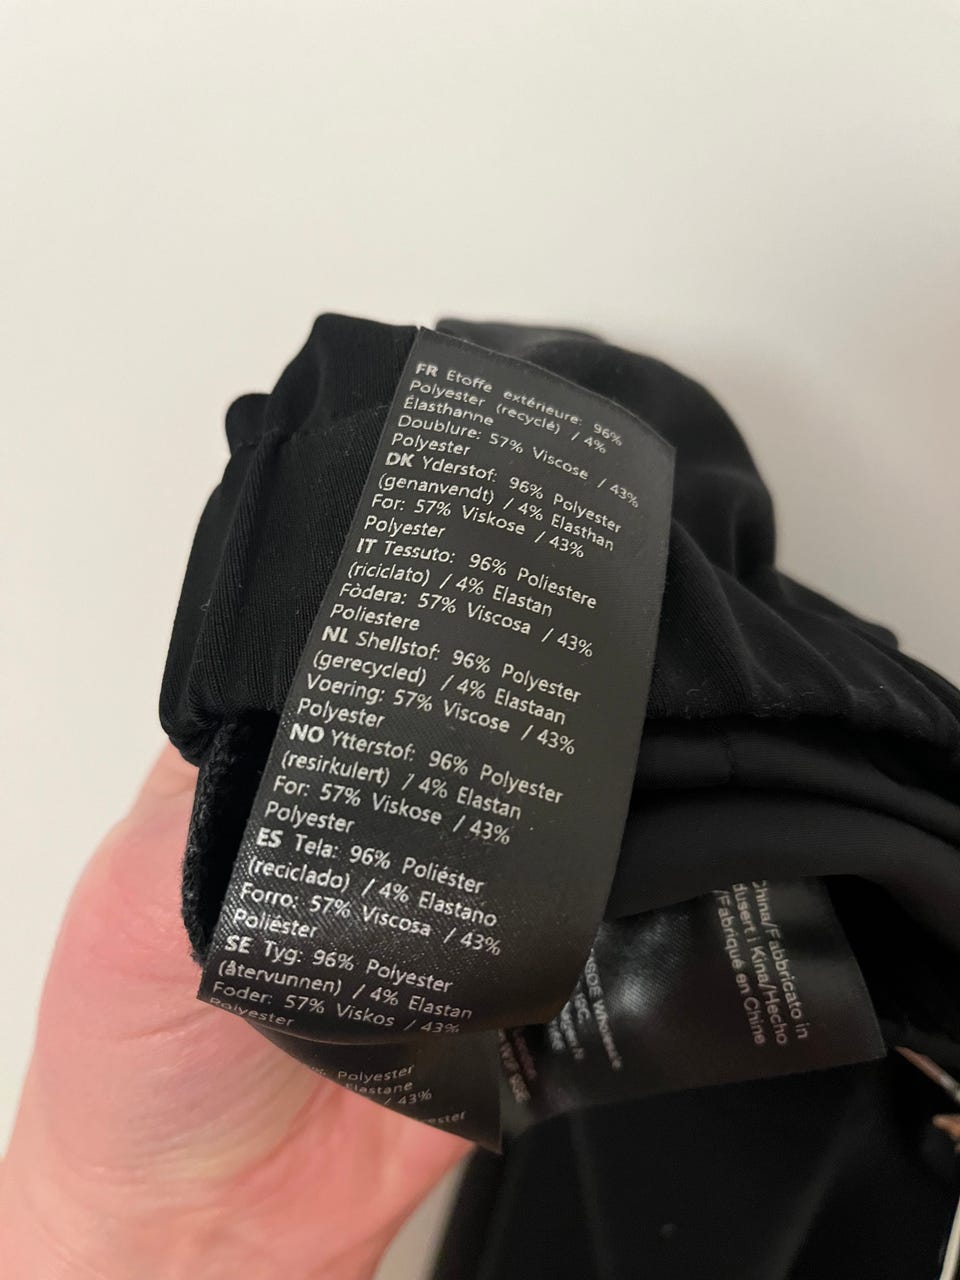 FR Etoffe extérieure: 96%
Polyester (recyclé) / 4%
Élasthanne
Doublure: 57% Viscose / 43%
Polyester
DK Yderstof: 96% Polyester
(genanvendt) / 4% Elasthan
For: 57% Viskose / 43%
Polyester
IT Tessuto: 96% Poliestere
(riciclato) / 4% Elastan
Fòdera: 57% Viscosa / 43%
Poliestere
NL Shellstof: 96% Polyester
(gerecycled) / 4% Elastaan
Voering: 57% Viscose / 43%
Polyester
NO Ytterstof: 96% Polyester
(resirkulert) / 4% Elastan
For: 57% Viskose / 43%
Polyester
ES Tela: 96% Poliéster
(reciclado) / 4% Elastano
Forro: 57% Viscosa / 43%
Poliéster
SE Tyg: 96% Polyester
(återvunnen) / 4% Elastan
Foder: 57% Viskos / 43%
Polyester
% Polyester
Elastane
/ 43%
China/Fabbricato in
i Kina/Hecho
/Fabriqué en Chine